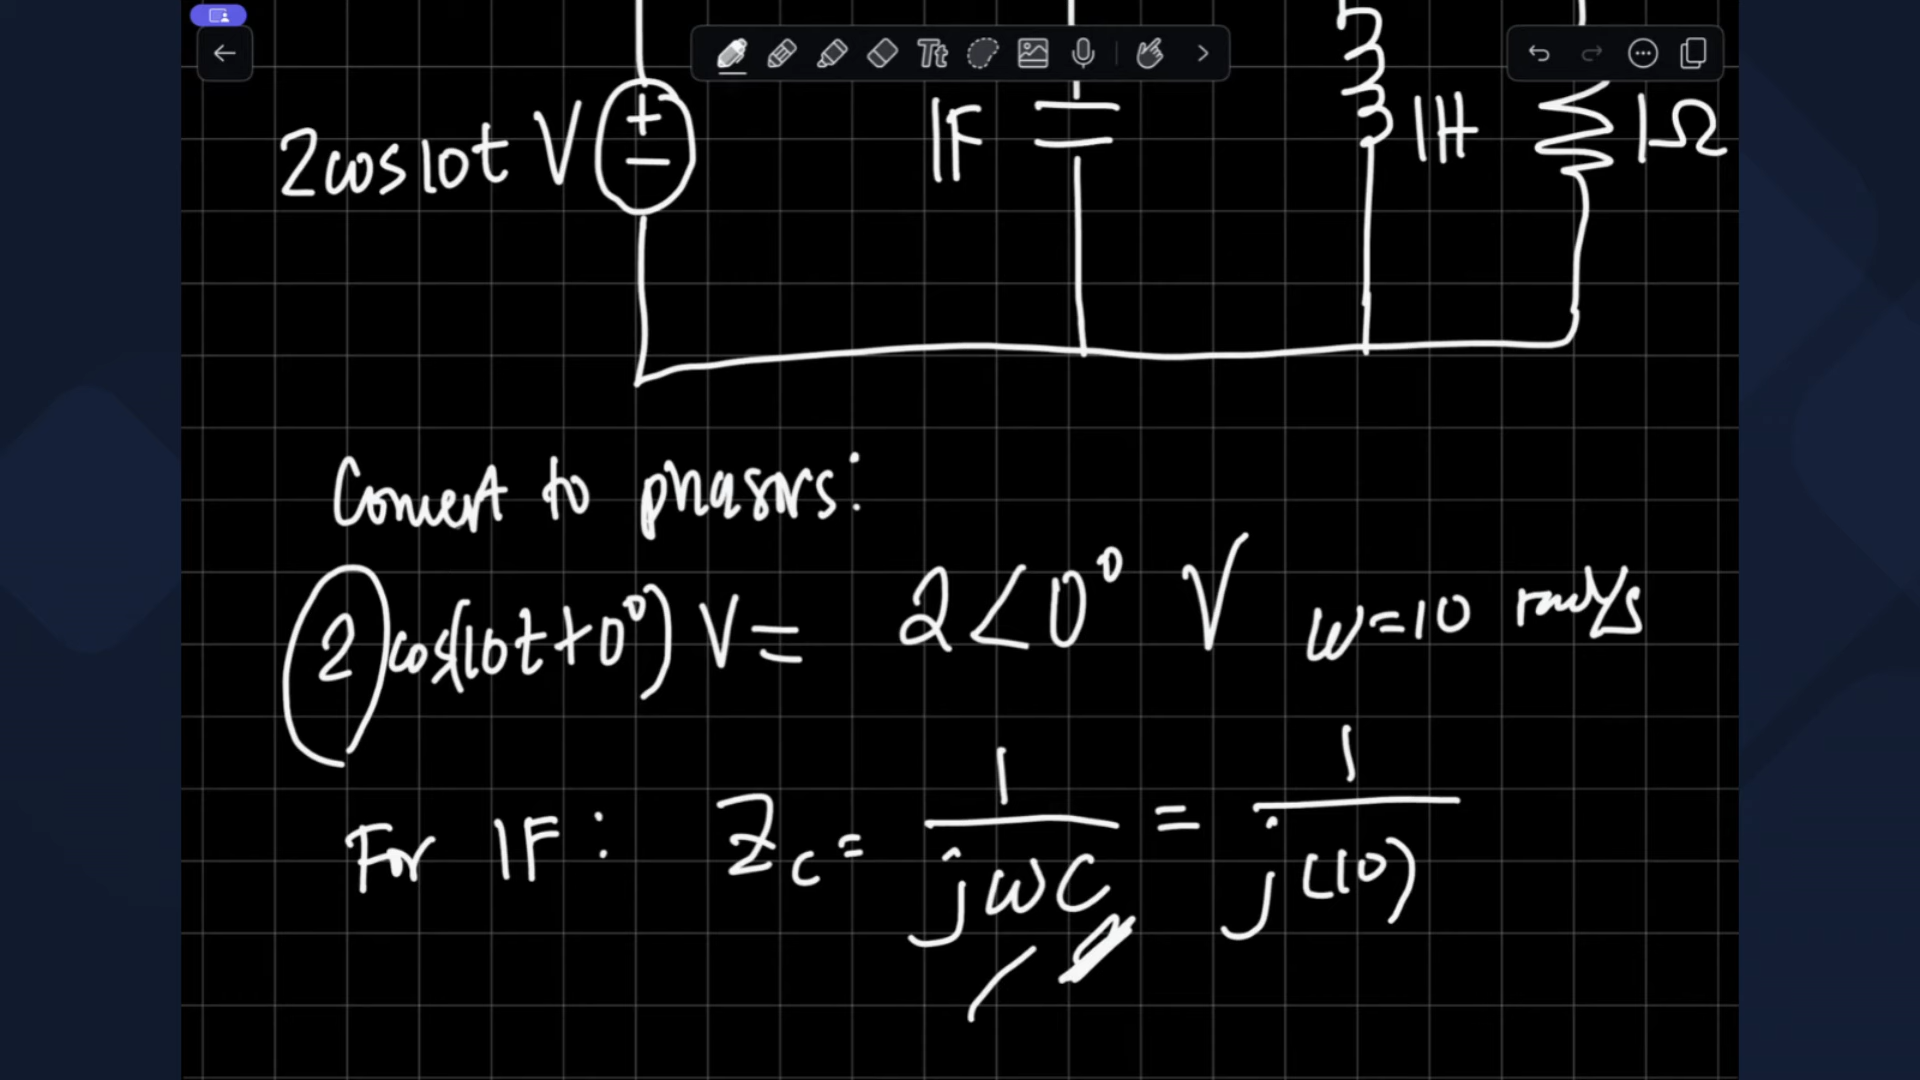 2cos10t V + − 1F 1H 1Ω
Convert to phasors:
2cos(10t+0°) V = 2∠0° V ω=10 rad/s
For 1F: Zc = 1/jωC = 1/j(10)
Tt